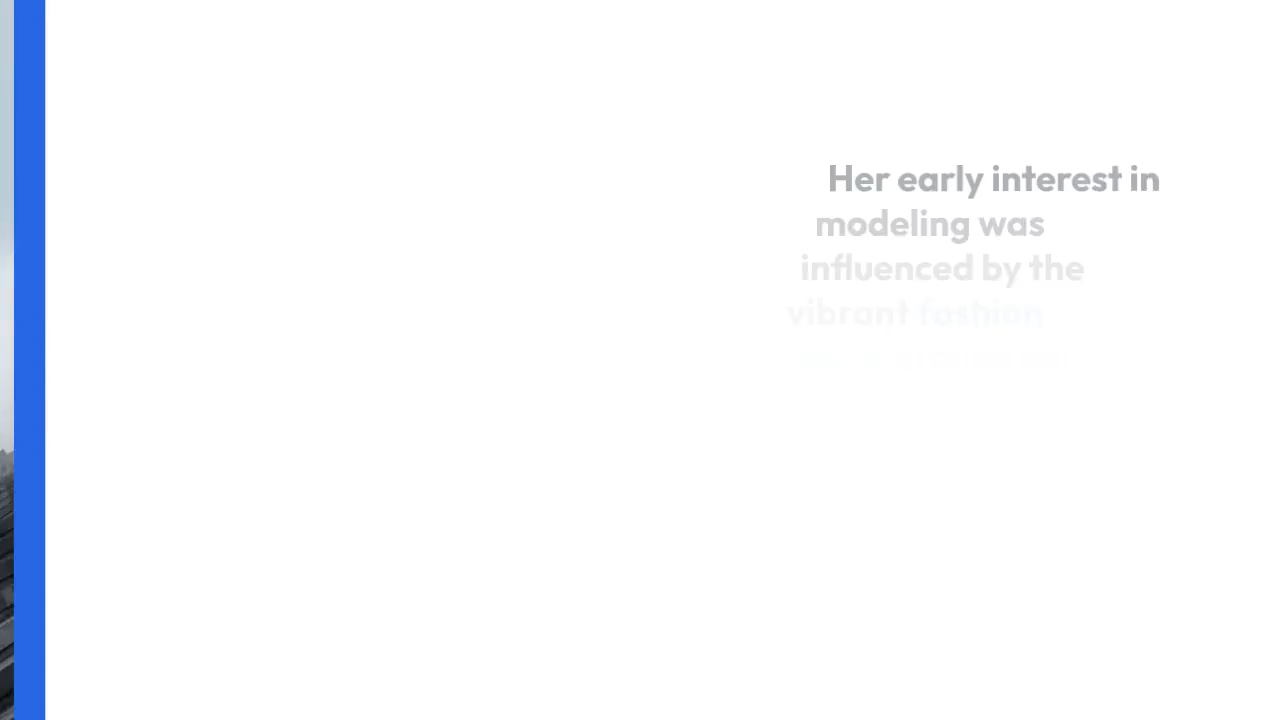 Her early interest in
modeling was
influenced by the
vibrant fashion